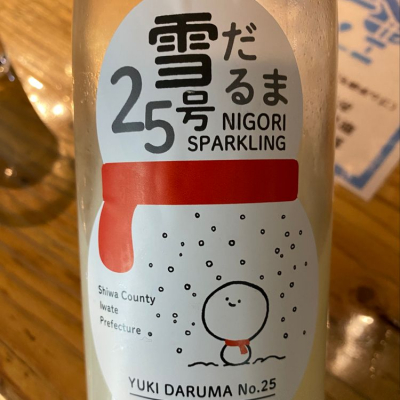 雪だるま
25号
NIGORI
SPARKLING
Shiwa County
Iwate
Prefecture
YUKI DARUMA No.25